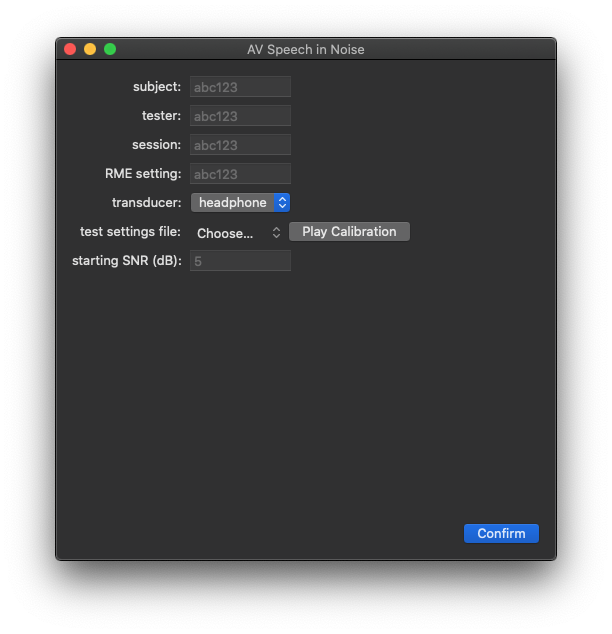 AV Speech in Noise
subject: abc123
tester: abc123
session: abc123
RME setting: abc123
transducer: headphone
test settings file: Choose... Play Calibration
starting SNR (dB): 5
Confirm